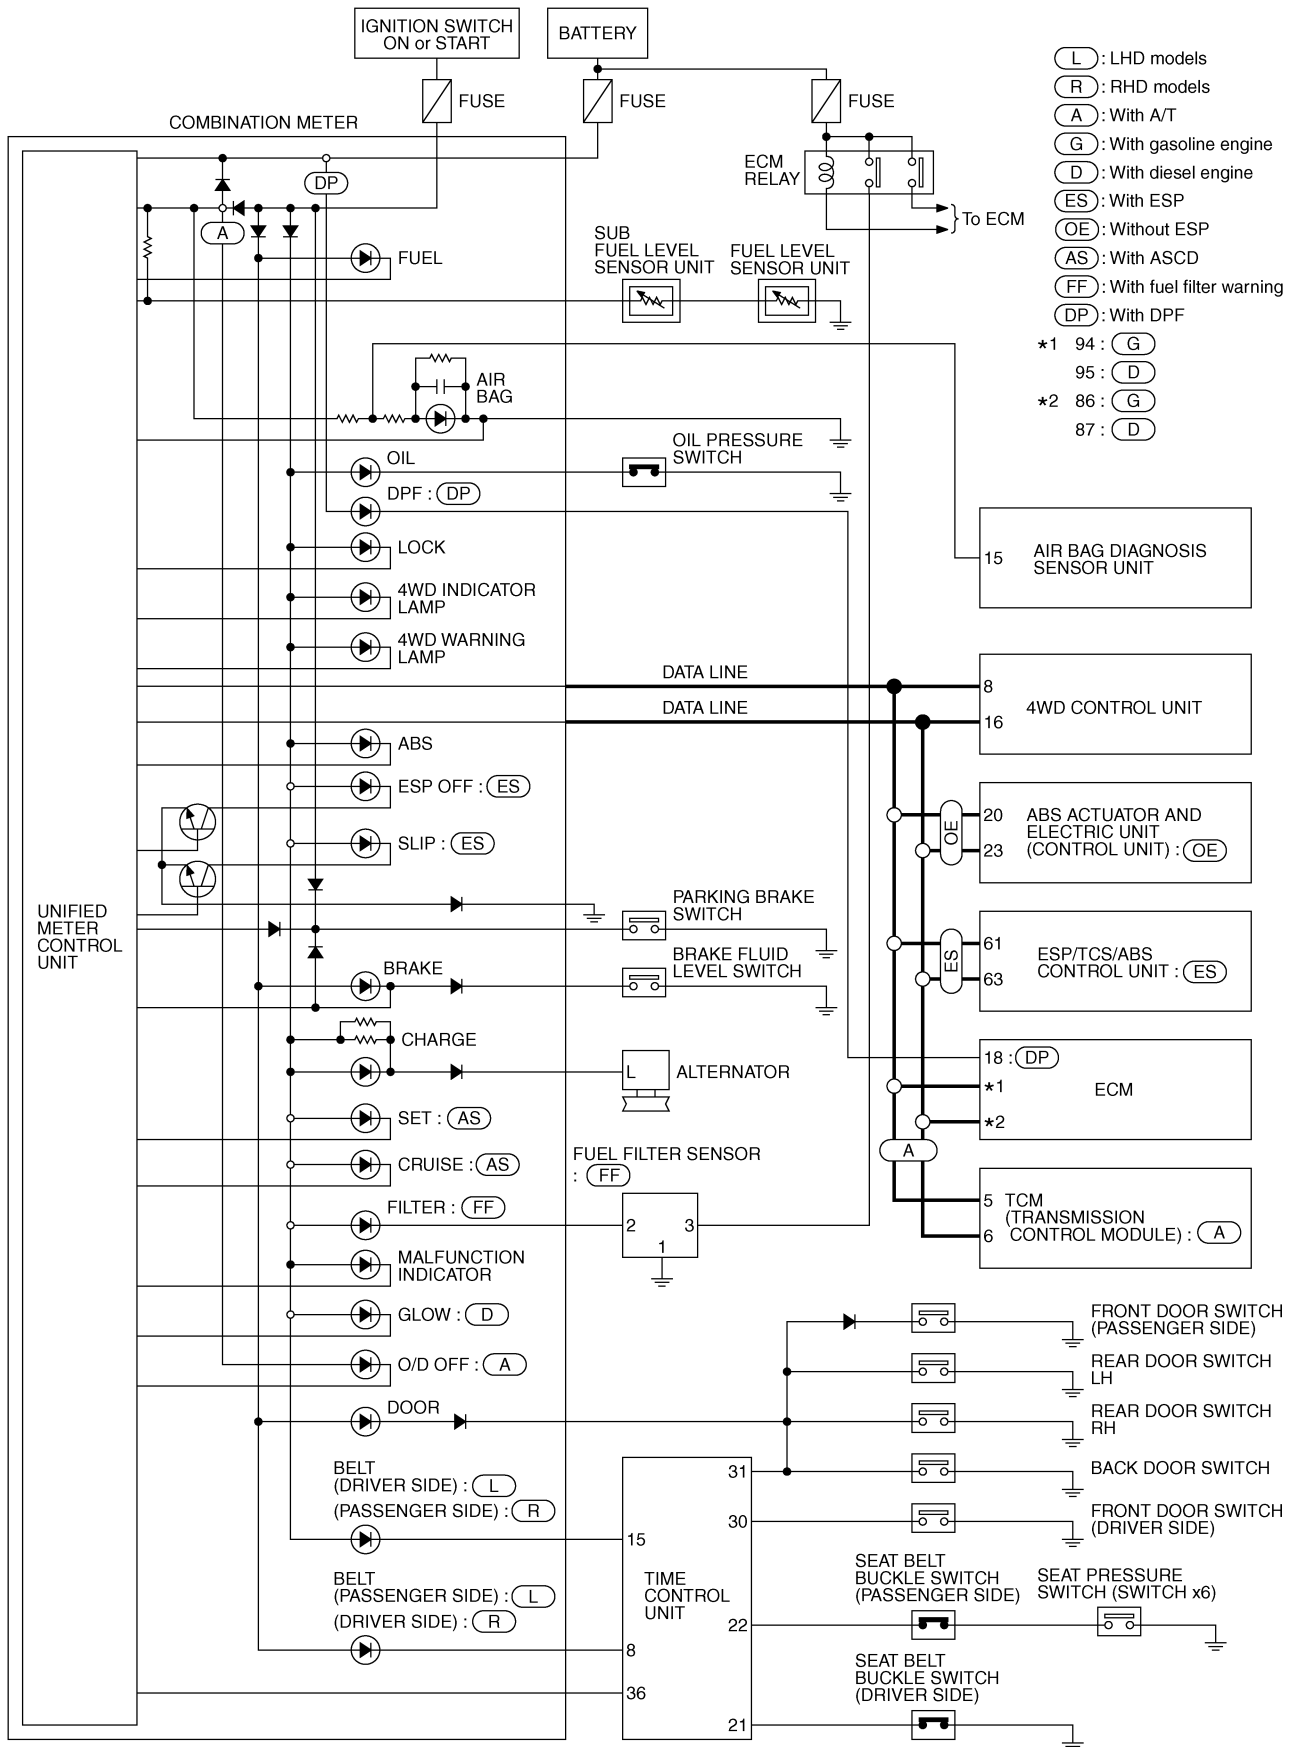 IGNITION SWITCH
ON or START
BATTERY
FUSE
FUSE
FUSE
COMBINATION METER
ECM
RELAY
To ECM
L : LHD models
R : RHD models
A : With A/T
G : With gasoline engine
D : With diesel engine
ES : With ESP
OE : Without ESP
AS : With ASCD
FF : With fuel filter warning
DP : With DPF
*1 94 : G
95 : D
*2 86 : G
87 : D
DP
A
FUEL
SUB
FUEL LEVEL
SENSOR UNIT
FUEL LEVEL
SENSOR UNIT
AIR
BAG
OIL
OIL PRESSURE
SWITCH
DPF : DP
LOCK
4WD INDICATOR
LAMP
4WD WARNING
LAMP
15
AIR BAG DIAGNOSIS
SENSOR UNIT
DATA LINE
DATA LINE
8
16
4WD CONTROL UNIT
ABS
ESP OFF : ES
SLIP : ES
OE
20
23
ABS ACTUATOR AND
ELECTRIC UNIT
(CONTROL UNIT) : OE
UNIFIED
METER
CONTROL
UNIT
PARKING BRAKE
SWITCH
BRAKE
BRAKE FLUID
LEVEL SWITCH
ES
61
63
ESP/TCS/ABS
CONTROL UNIT : ES
CHARGE
L
ALTERNATOR
18 : DP
*1
*2
ECM
SET : AS
CRUISE : AS
A
FUEL FILTER SENSOR
: FF
FILTER : FF
2
3
1
5
6
TCM
(TRANSMISSION
CONTROL MODULE) : A
MALFUNCTION
INDICATOR
GLOW : D
O/D OFF : A
DOOR
FRONT DOOR SWITCH
(PASSENGER SIDE)
REAR DOOR SWITCH
LH
REAR DOOR SWITCH
RH
BACK DOOR SWITCH
FRONT DOOR SWITCH
(DRIVER SIDE)
BELT
(DRIVER SIDE) : L
(PASSENGER SIDE) : R
BELT
(PASSENGER SIDE) : L
(DRIVER SIDE) : R
31
30
15
TIME
CONTROL
UNIT
22
8
36
21
SEAT BELT
BUCKLE SWITCH
(PASSENGER SIDE)
SEAT PRESSURE
SWITCH (SWITCH x6)
SEAT BELT
BUCKLE SWITCH
(DRIVER SIDE)